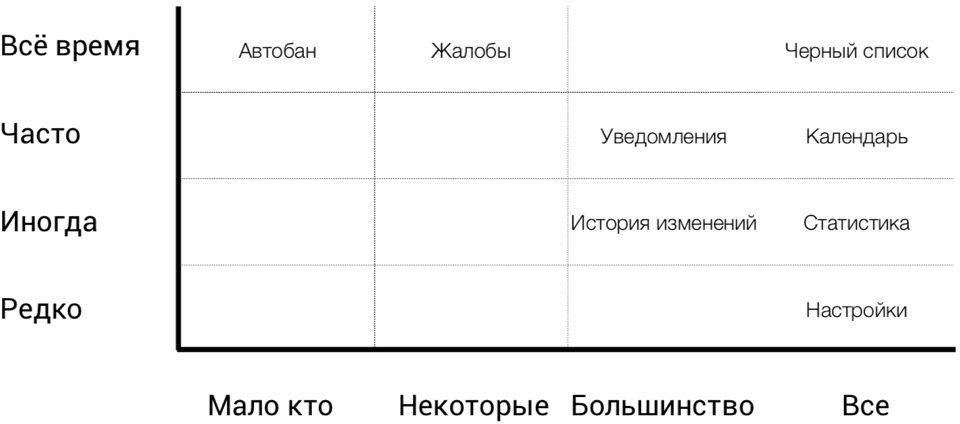 Всё время Автобан Жалобы Черный список
Часто Уведомления Календарь
Иногда История изменений Статистика
Редко Настройки
Мало кто Некоторые Большинство Все